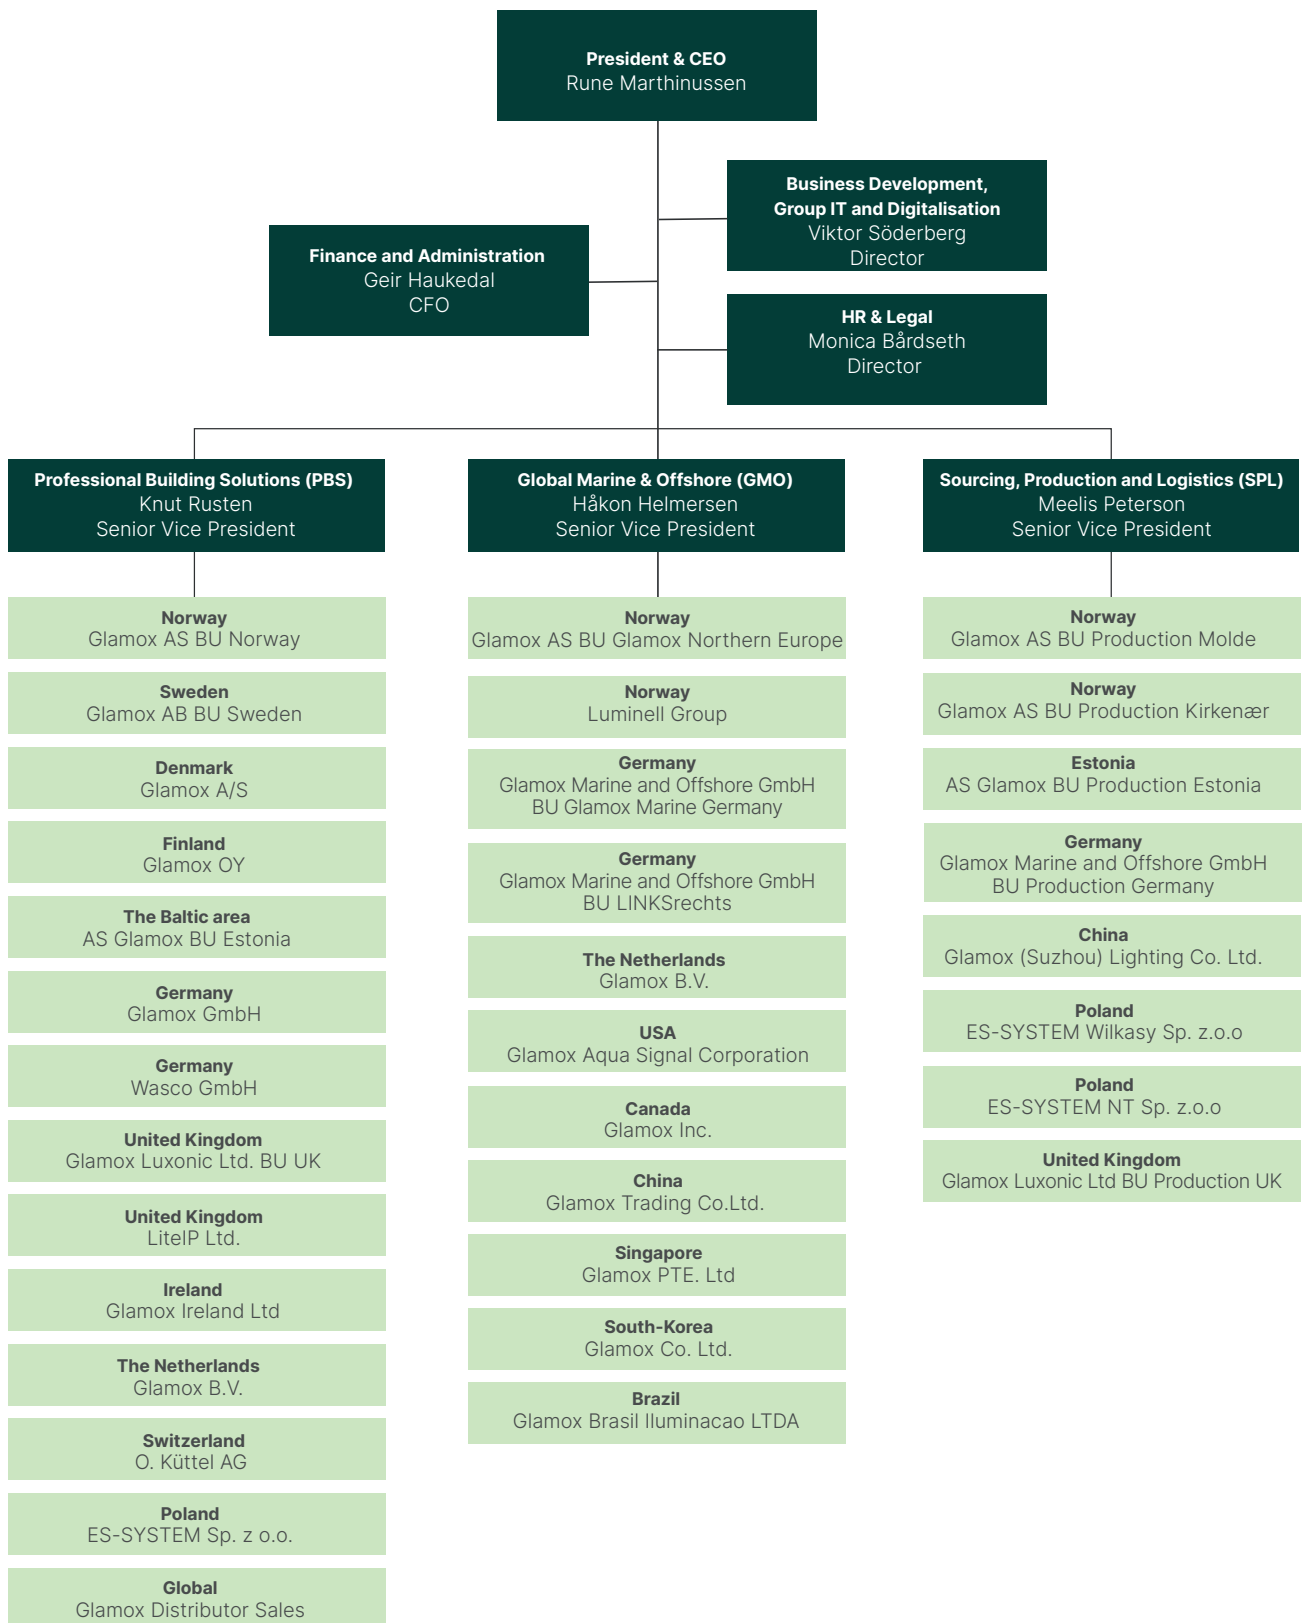 President & CEO
Rune Marthinussen
Business Development,
Group IT and Digitalisation
Viktor Söderberg
Director
Finance and Administration
Geir Haukedal
CFO
HR & Legal
Monica Bårdseth
Director
Professional Building Solutions (PBS)
Knut Rusten
Senior Vice President
Norway
Glamox AS BU Norway
Sweden
Glamox AB BU Sweden
Denmark
Glamox A/S
Finland
Glamox OY
The Baltic area
AS Glamox BU Estonia
Germany
Glamox GmbH
Germany
Wasco GmbH
United Kingdom
Glamox Luxonic Ltd. BU UK
United Kingdom
LiteIP Ltd.
Ireland
Glamox Ireland Ltd
The Netherlands
Glamox B.V.
Switzerland
O. Küttel AG
Poland
ES-SYSTEM Sp. z o.o.
Global
Glamox Distributor Sales
Global Marine & Offshore (GMO)
Håkon Helmersen
Senior Vice President
Norway
Glamox AS BU Glamox Northern Europe
Norway
Luminell Group
Germany
Glamox Marine and Offshore GmbH
BU Glamox Marine Germany
Germany
Glamox Marine and Offshore GmbH
BU LINKSrechts
The Netherlands
Glamox B.V.
USA
Glamox Aqua Signal Corporation
Canada
Glamox Inc.
China
Glamox Trading Co.Ltd.
Singapore
Glamox PTE. Ltd
South-Korea
Glamox Co. Ltd.
Brazil
Glamox Brasil Iluminacao LTDA
Sourcing, Production and Logistics (SPL)
Meelis Peterson
Senior Vice President
Norway
Glamox AS BU Production Molde
Norway
Glamox AS BU Production Kirkenær
Estonia
AS Glamox BU Production Estonia
Germany
Glamox Marine and Offshore GmbH
BU Production Germany
China
Glamox (Suzhou) Lighting Co. Ltd.
Poland
ES-SYSTEM Wilkasy Sp. z.o.o
Poland
ES-SYSTEM NT Sp. z.o.o
United Kingdom
Glamox Luxonic Ltd BU Production UK